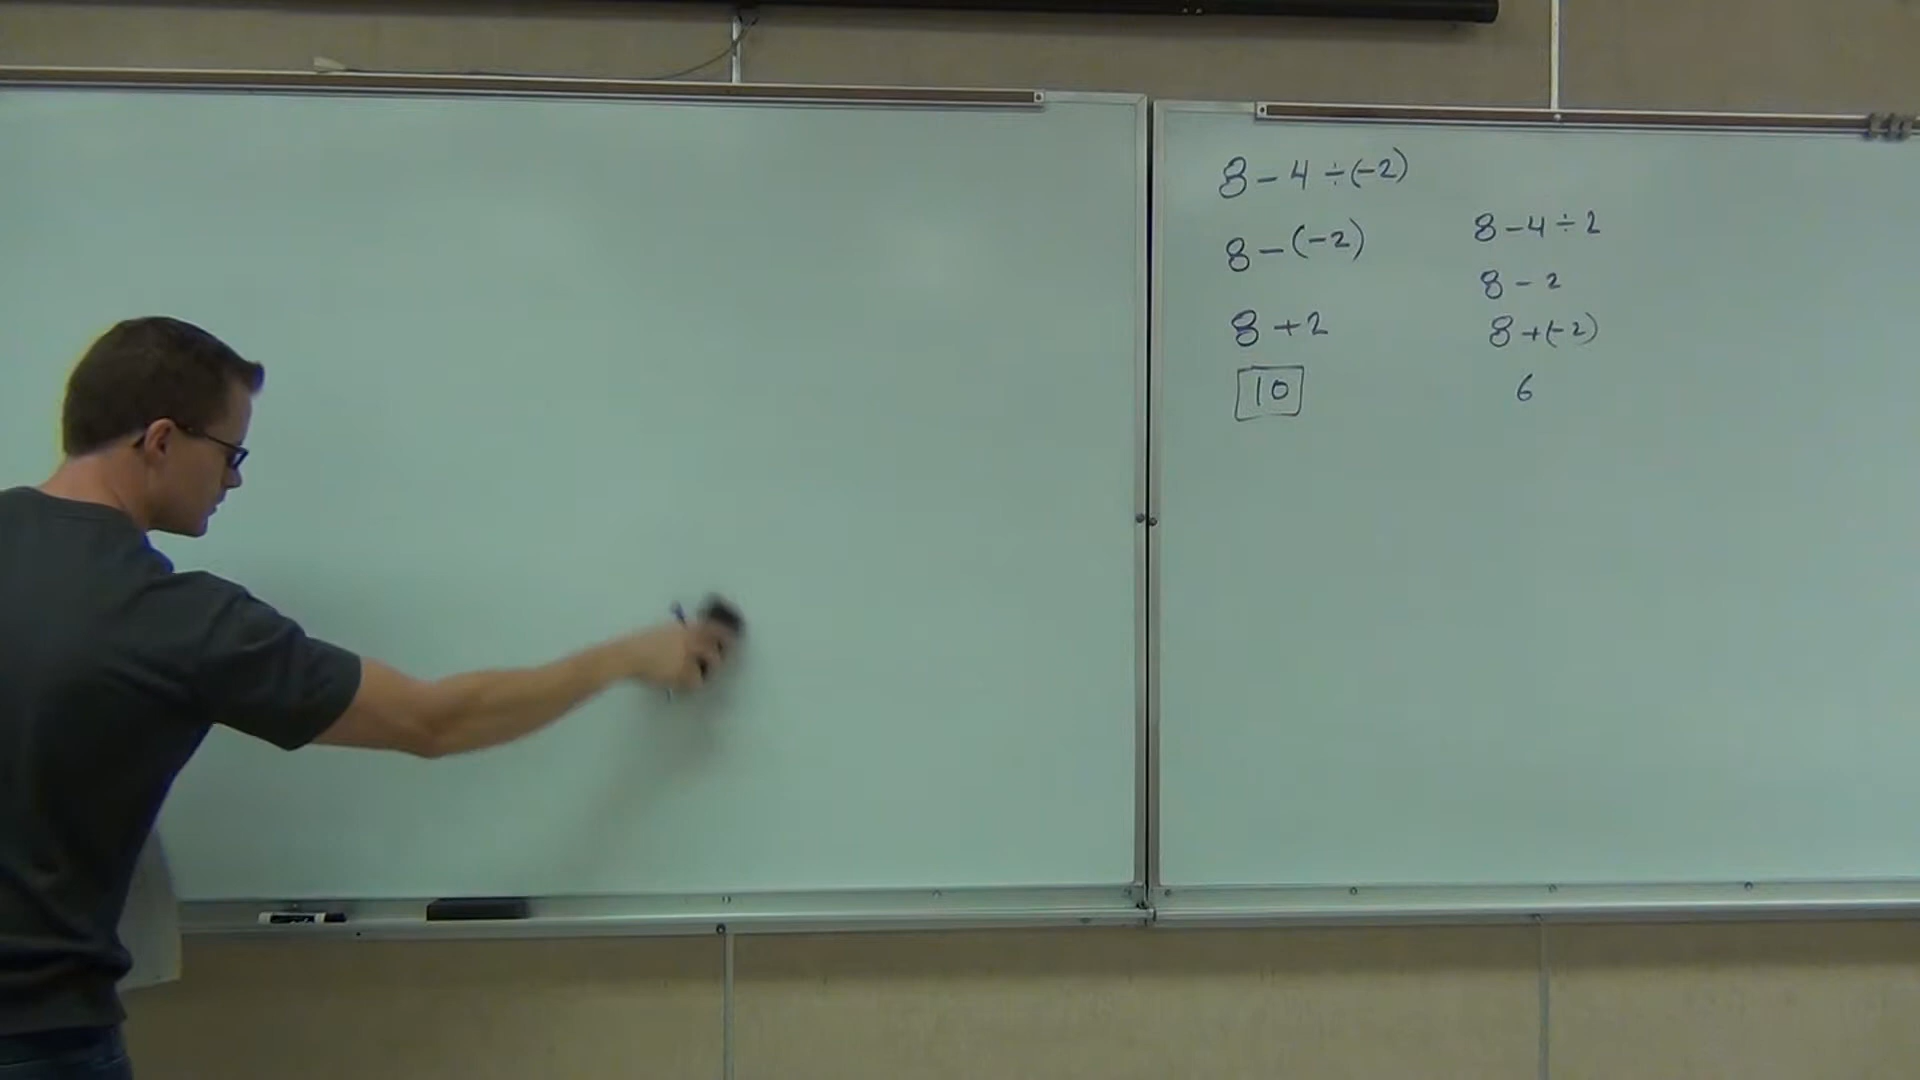 8 - 4 ÷ (-2)
8 - (-2)
8 + 2
10
8 - 4 ÷ 2
8 - 2
8 + (-2)
6